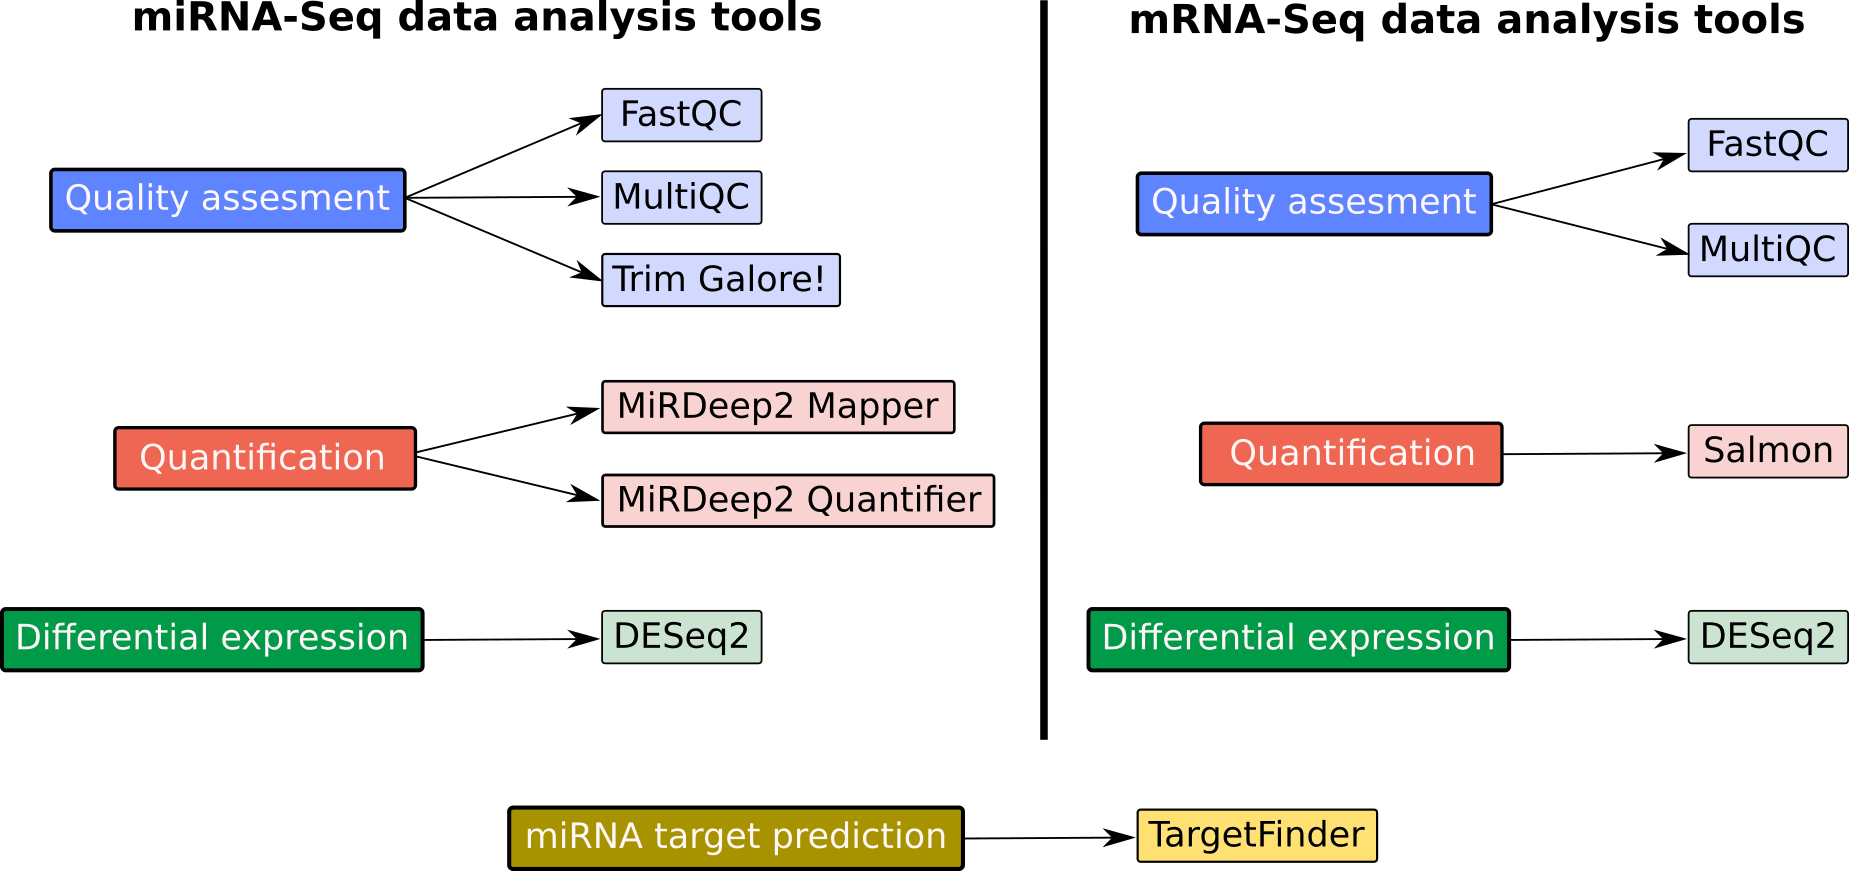 miRNA-Seq data analysis tools
FastQC
Quality assesment
MultiQC
Trim Galore!
MiRDeep2 Mapper
Quantification
MiRDeep2 Quantifier
Differential expression
DESeq2
mRNA-Seq data analysis tools
FastQC
Quality assesment
MultiQC
Quantification
Salmon
Differential expression
DESeq2
miRNA target prediction
TargetFinder